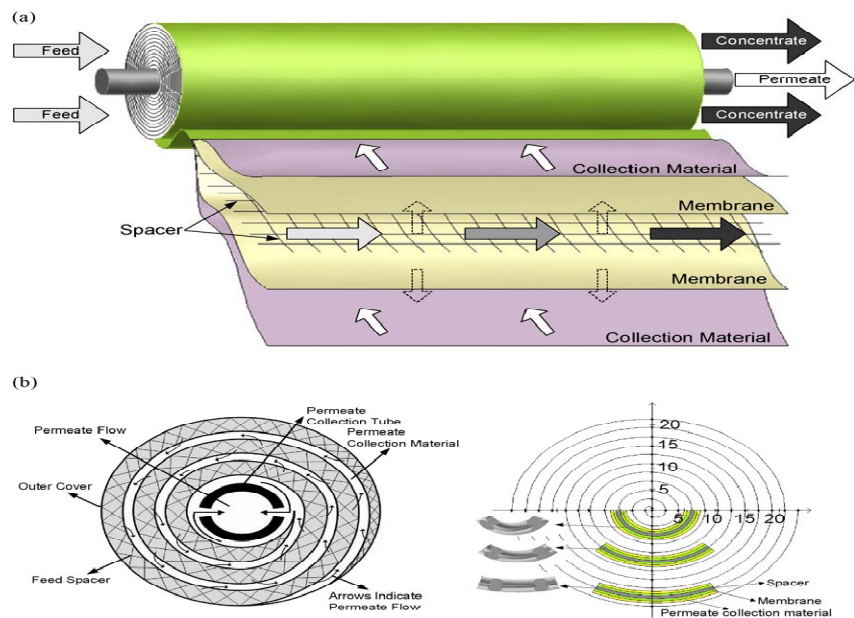 (a)
Feed
Feed
Concentrate
Permeate
Concentrate
Collection Material
Membrane
Spacer
Membrane
Collection Material
(b)
Permeate Flow
Outer Cover
Feed Spacer
Permeate
Collection Tube
Permeate
Collection Material
Arrows Indicate
Permeate Flow
20
15
10
5
5 10 15 20
Spacer
Membrane
Permeate collection material